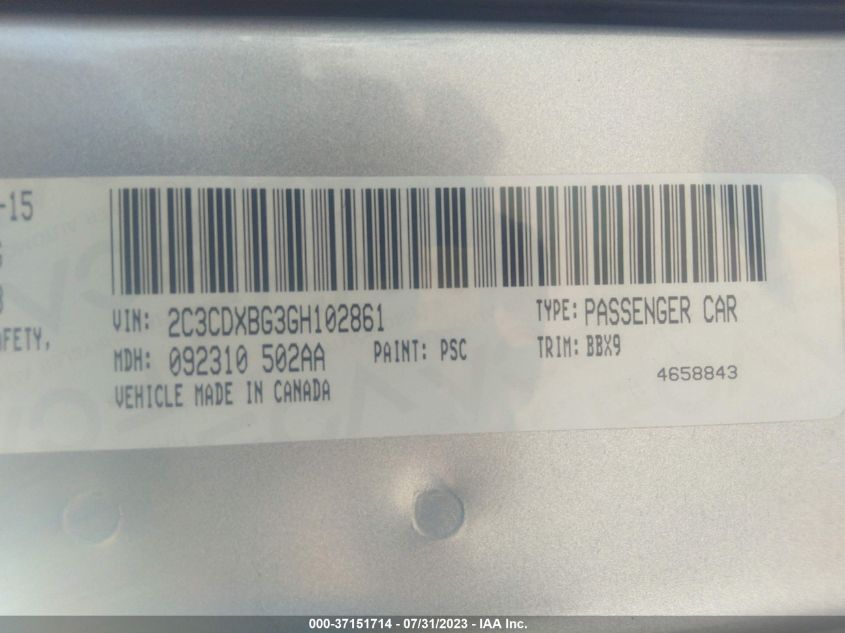 -15
VIN: 2C3CDXBG3GH102861 TYPE: PASSENGER CAR
AFETY,
MDH: 092310 502AA PAINT: PSC TRIM: BBX9
4658843
VEHICLE MADE IN CANADA
000-37151714 - 07/31/2023 - IAA Inc.